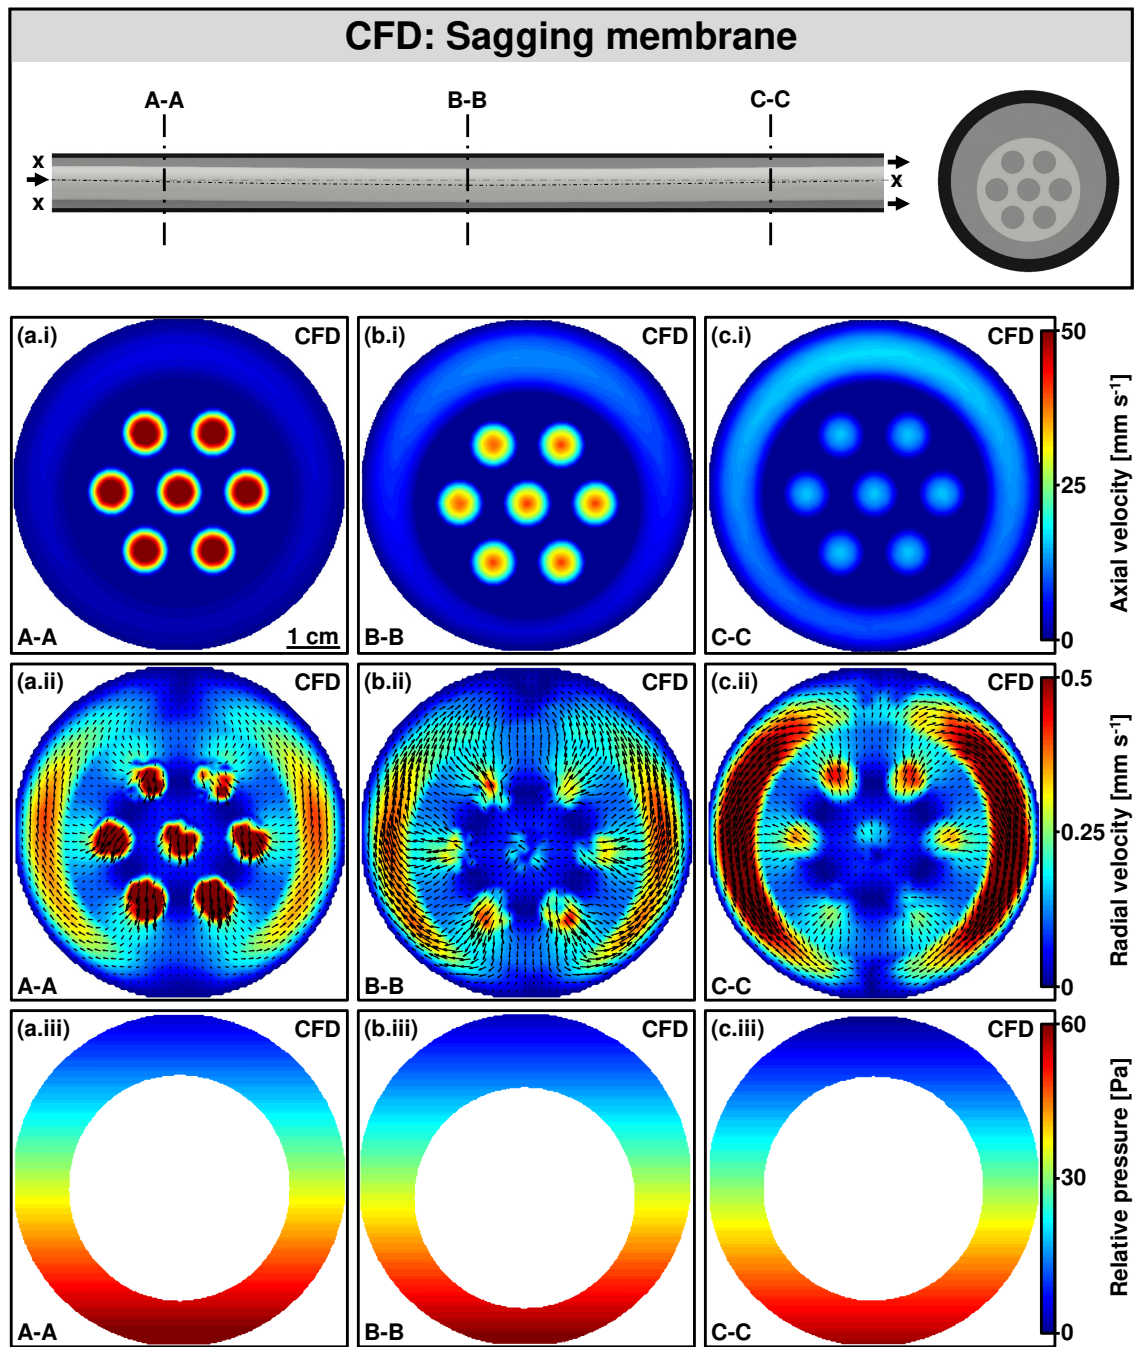 CFD: Sagging membrane
A-A B-B C-C
x
x
x
(a.i) CFD (b.i) CFD (c.i) CFD 50
25
Axial velocity [mm s⁻¹]
A-A 1 cm B-B C-C 0
(a.ii) CFD (b.ii) CFD (c.ii) CFD 0.5
0.25
Radial velocity [mm s⁻¹]
A-A B-B C-C 0
(a.iii) CFD (b.iii) CFD (c.iii) CFD 60
30
Relative pressure [Pa]
A-A B-B C-C 0